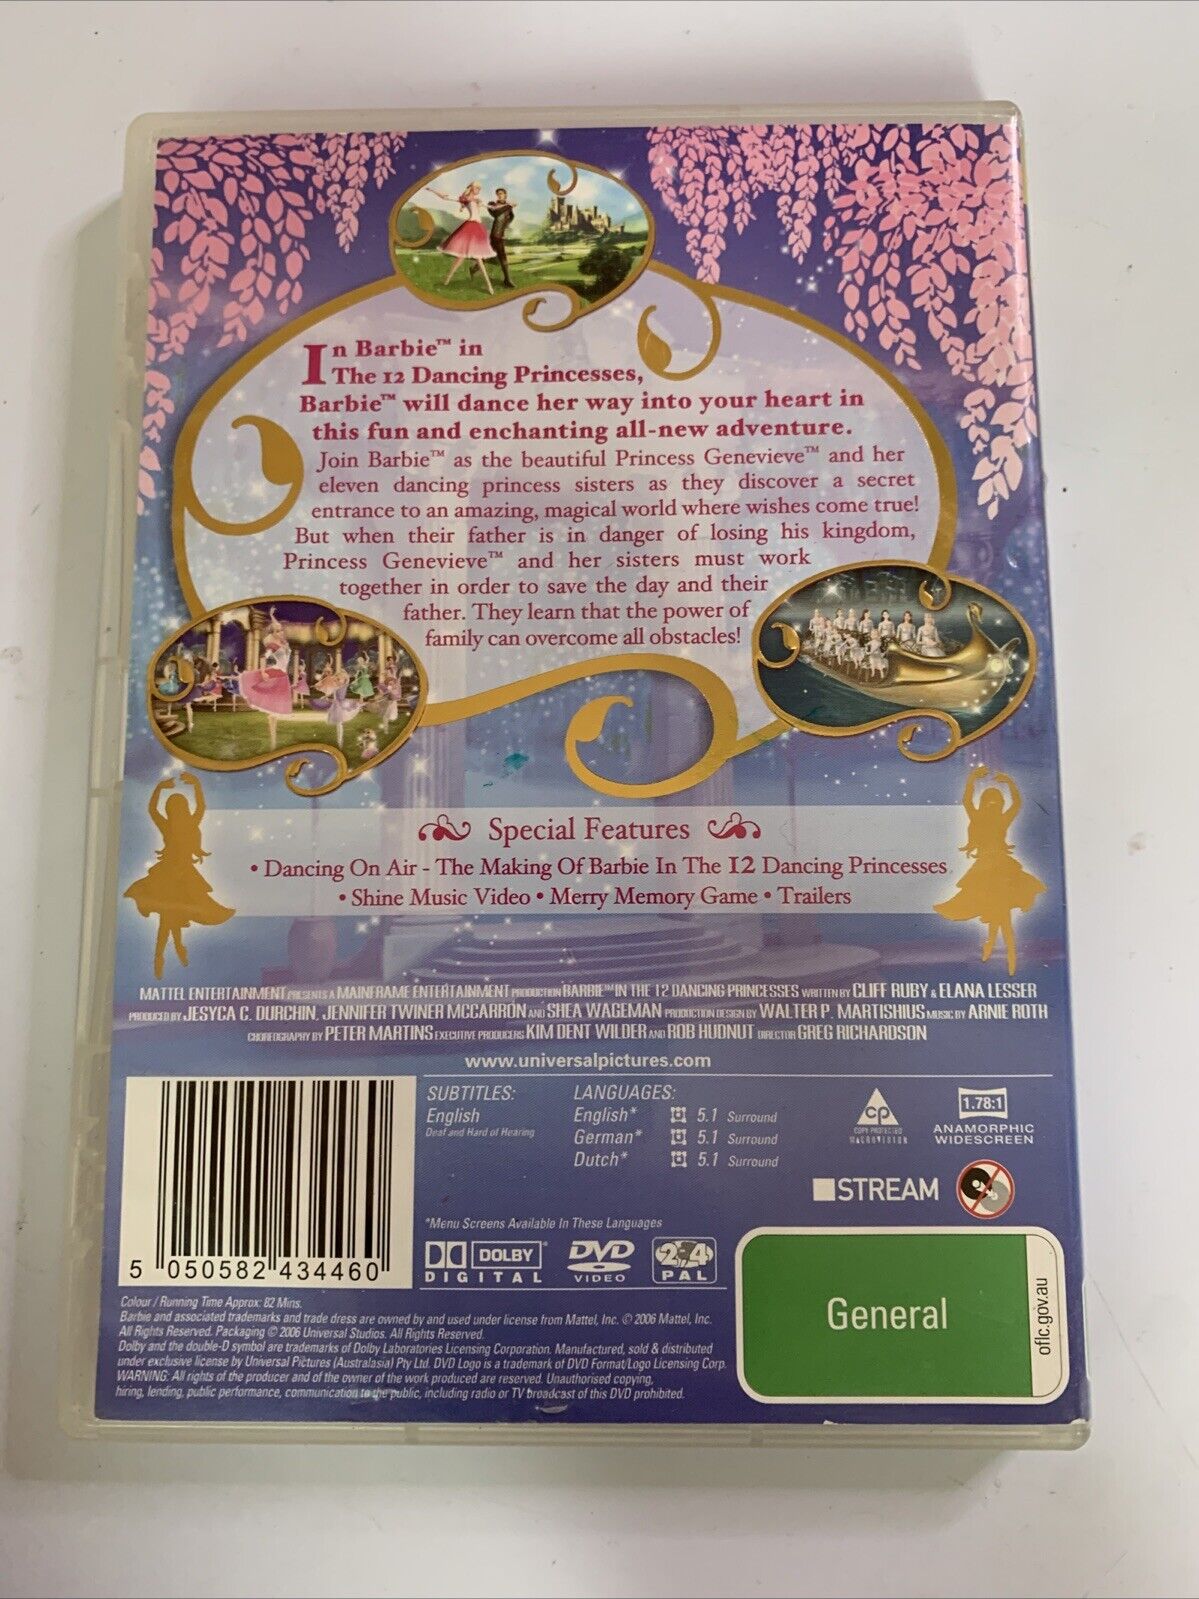 In Barbie™ in
The 12 Dancing Princesses,
Barbie™ will dance her way into your heart in
this fun and enchanting all-new adventure.
Join Barbie™ as the beautiful Princess Genevieve™ and her
eleven dancing princess sisters as they discover a secret
entrance to an amazing, magical world where wishes come true!
But when their father is in danger of losing his kingdom,
Princess Genevieve™ and her sisters must work
together in order to save the day and their
father. They learn that the power of
family can overcome all obstacles!
Special Features
• Dancing On Air - The Making Of Barbie In The 12 Dancing Princesses
• Shine Music Video • Merry Memory Game • Trailers
MATTEL ENTERTAINMENT PRESENTS A MAINFRAME ENTERTAINMENT PRODUCTION BARBIE™ IN THE 12 DANCING PRINCESSES WRITTEN BY CLIFF RUBY & ELANA LESSER
PRODUCED BY JESYCA C. DURCHIN, JENNIFER TWINER MCCARRON AND SHEA WAGEMAN PRODUCTION DESIGN BY WALTER P. MARTISHIUS MUSIC BY ARNIE ROTH
CHOREOGRAPHY BY PETER MARTINS EXECUTIVE PRODUCERS KIM DENT WILDER AND ROB HUDNUT DIRECTOR GREG RICHARDSON
www.universalpictures.com
SUBTITLES:
English
Deaf and Hard of Hearing
LANGUAGES:
English* 5.1 Surround
German* 5.1 Surround
Dutch* 5.1 Surround
*Menu Screens Available In These Languages
cp
COPY PROTECTED
MACROVISION
1.78:1
ANAMORPHIC
WIDESCREEN
STREAM
DOLBY
DIGITAL
DVD
VIDEO
2-4
PAL
5 050582 434460
General
oflc.gov.au
Colour / Running Time Approx: 82 Mins.
Barbie and associated trademarks and trade dress are owned by and used under license from Mattel, Inc. © 2006 Mattel, Inc.
All Rights Reserved. Packaging © 2006 Universal Studios. All Rights Reserved.
Dolby and the double-D symbol are trademarks of Dolby Laboratories Licensing Corporation. Manufactured, sold & distributed
under exclusive license by Universal Pictures (Australasia) Pty Ltd. DVD Logo is a trademark of DVD Format/Logo Licensing Corp.
WARNING: All rights of the producer and of the owner of the work produced are reserved. Unauthorised copying,
hiring, lending, public performance, communication to the public, including radio or TV broadcast of this DVD prohibited.